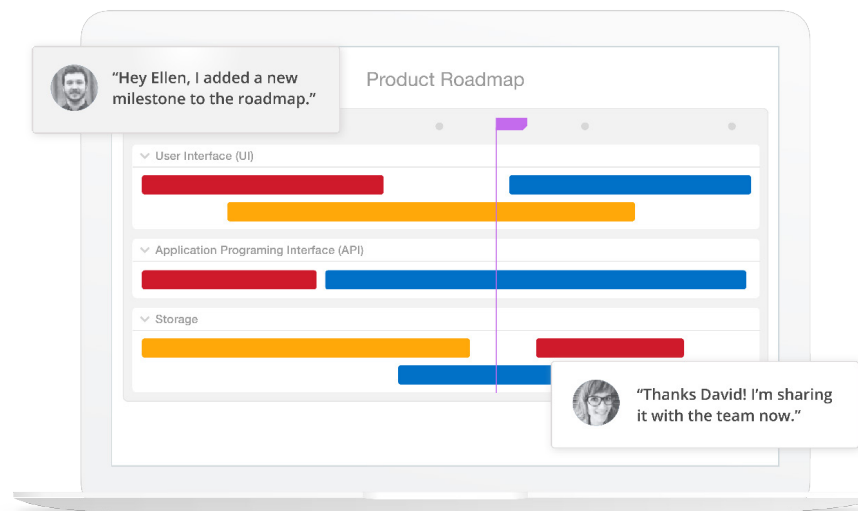 “Hey Ellen, I added a new
milestone to the roadmap.”
Product Roadmap
User Interface (UI)
Application Programing Interface (API)
Storage
“Thanks David! I’m sharing
it with the team now.”